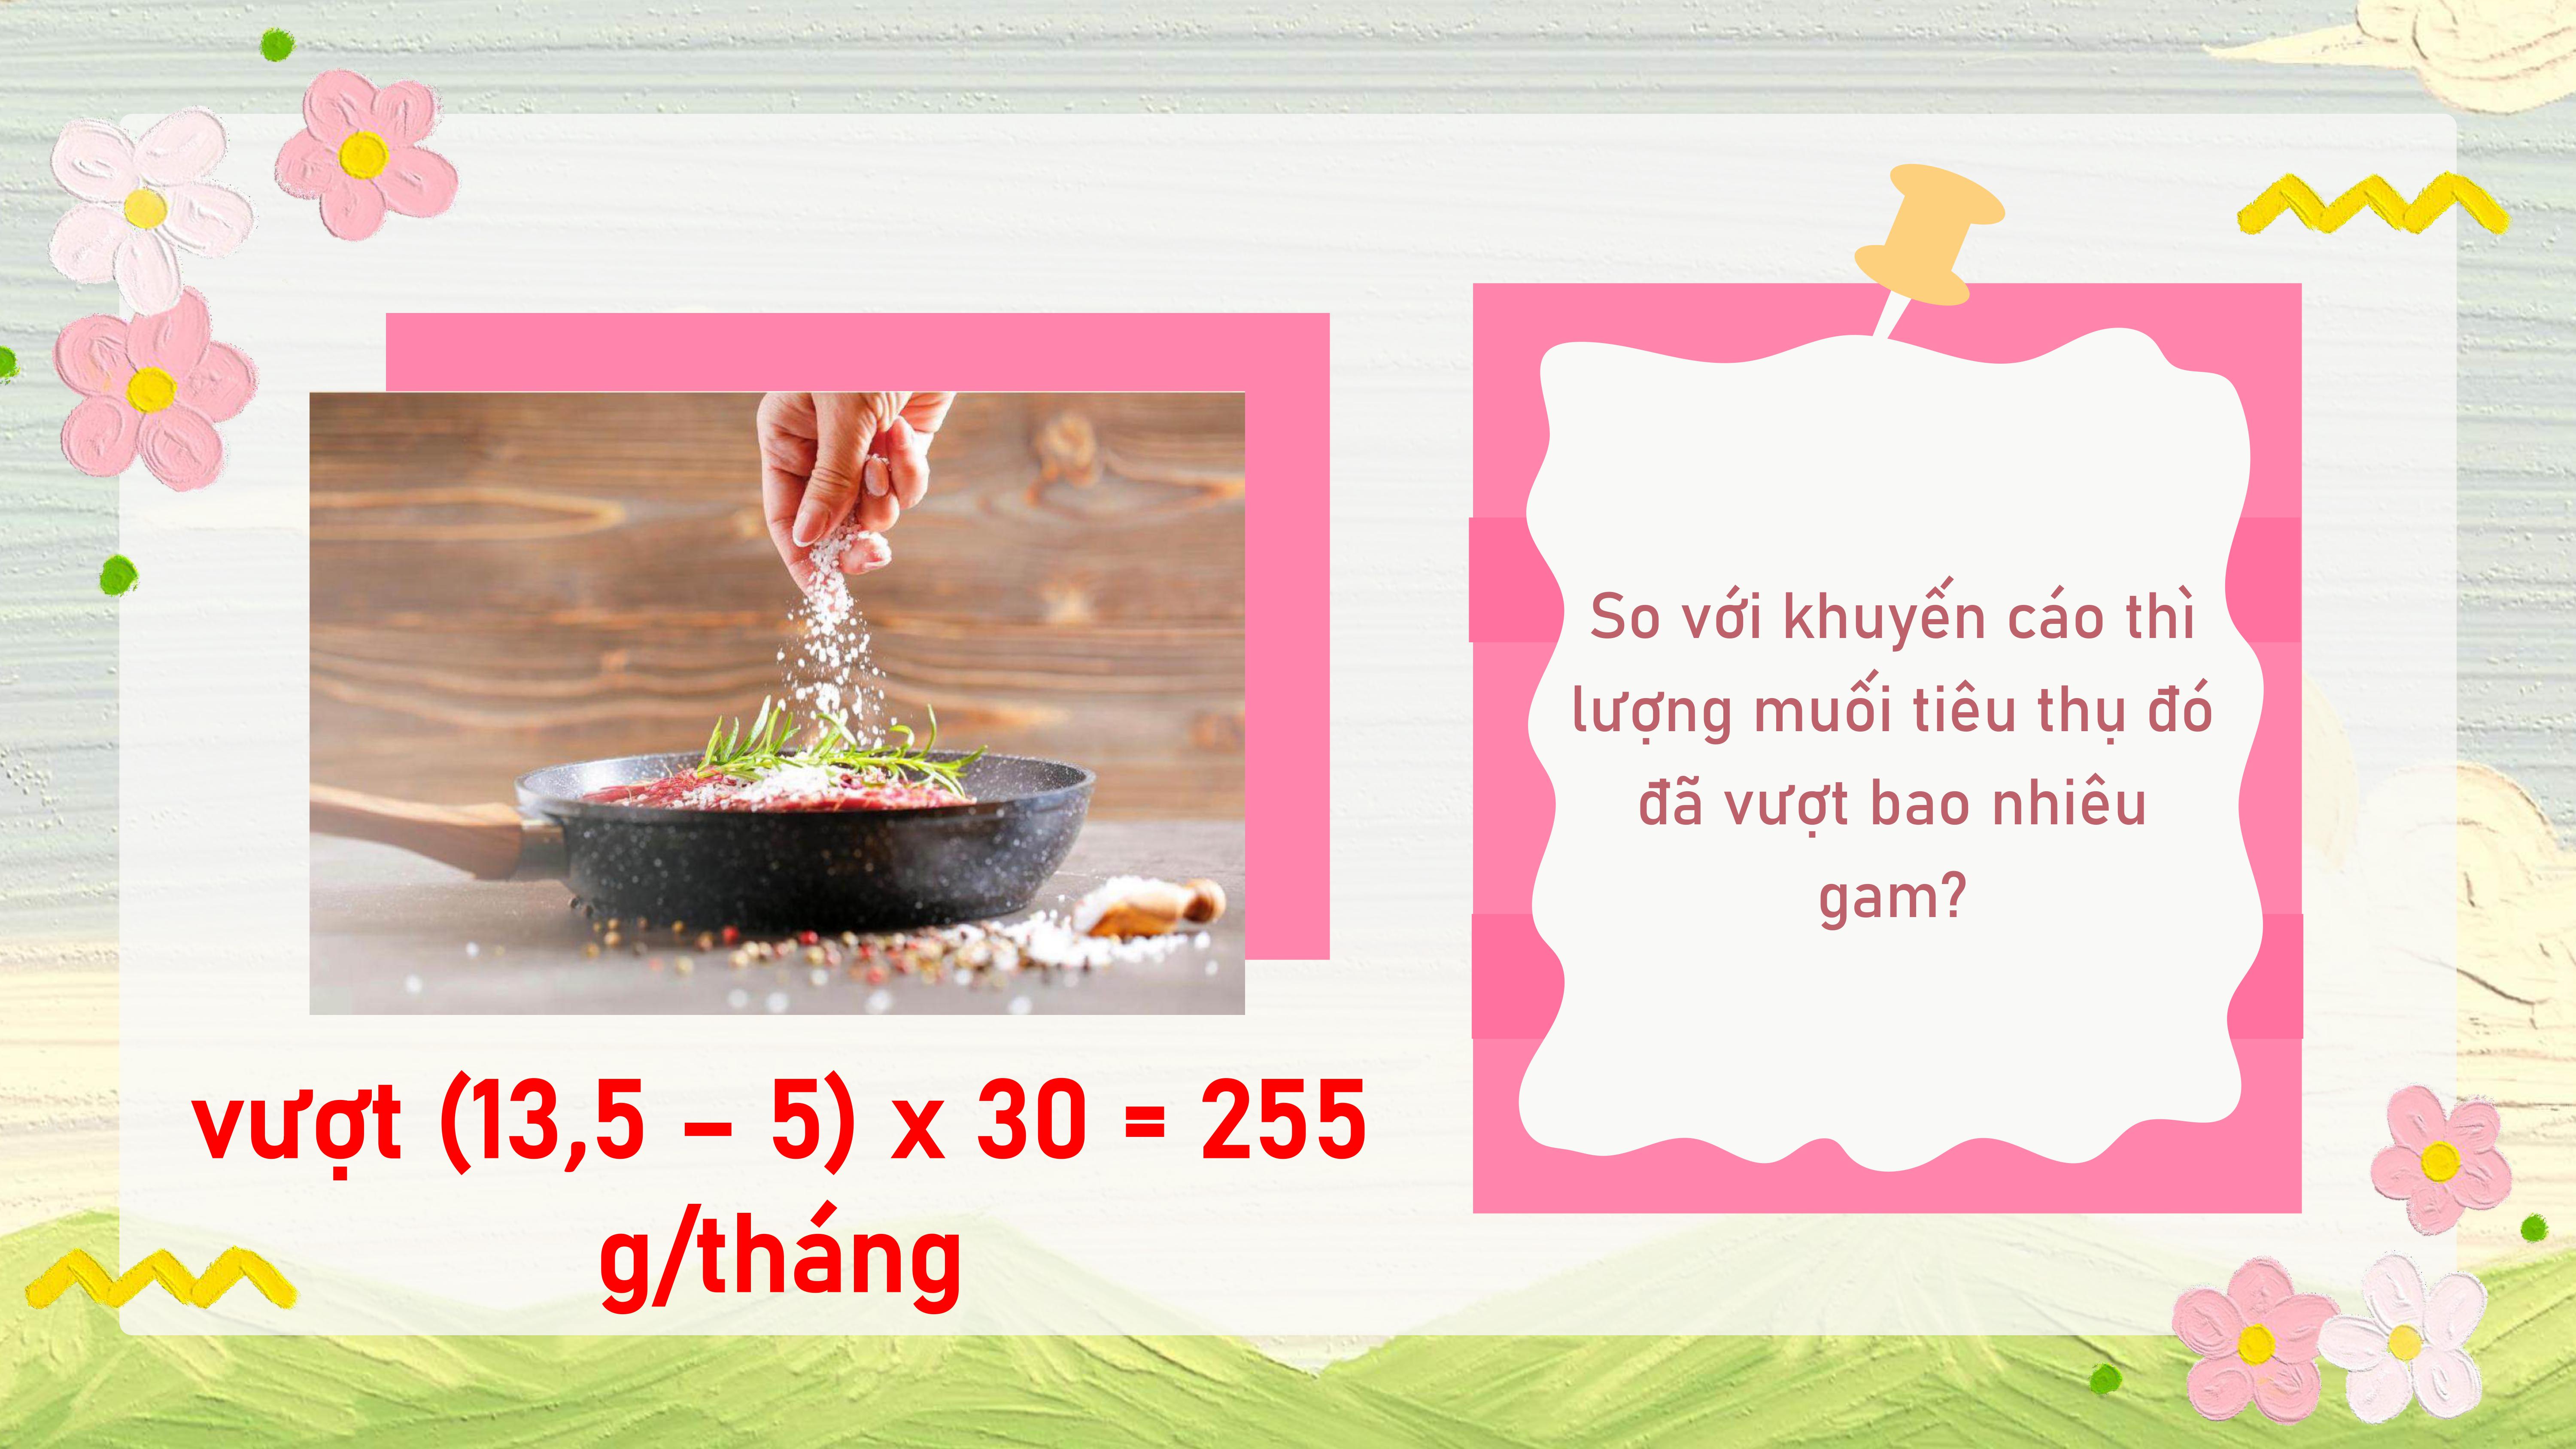 So với khuyến cáo thì
lượng muối tiêu thụ đó
đã vượt bao nhiêu
gam?
vượt (13,5 – 5) x 30 = 255
g/tháng